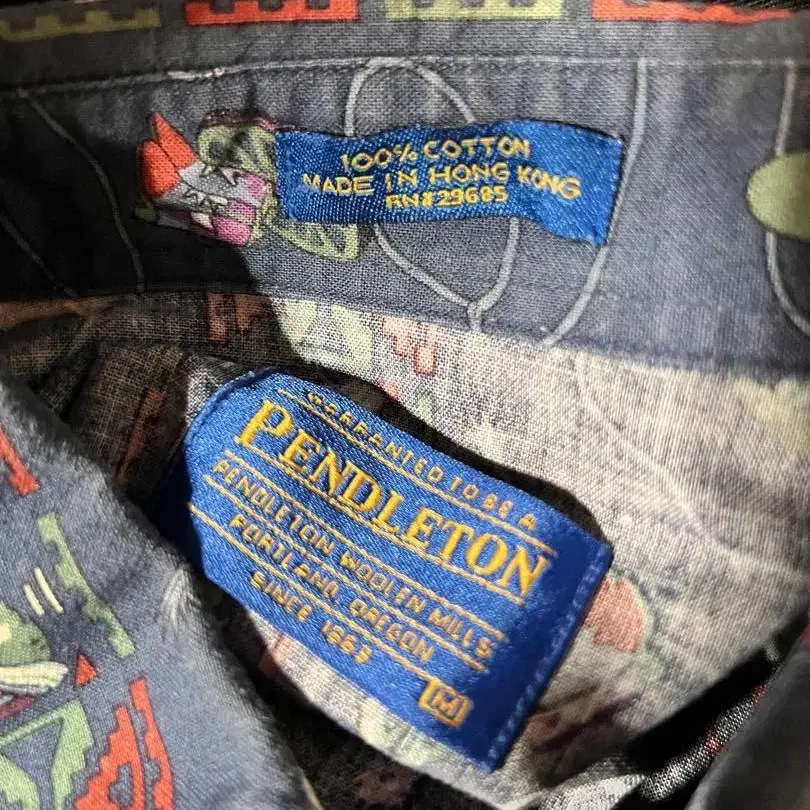 100% COTTON
MADE IN HONG KONG
RN#29685
WARRANTED TO BE A
PENDLETON
PENDLETON WOOLEN MILLS
PORTLAND, OREGON
SINCE 1863
M